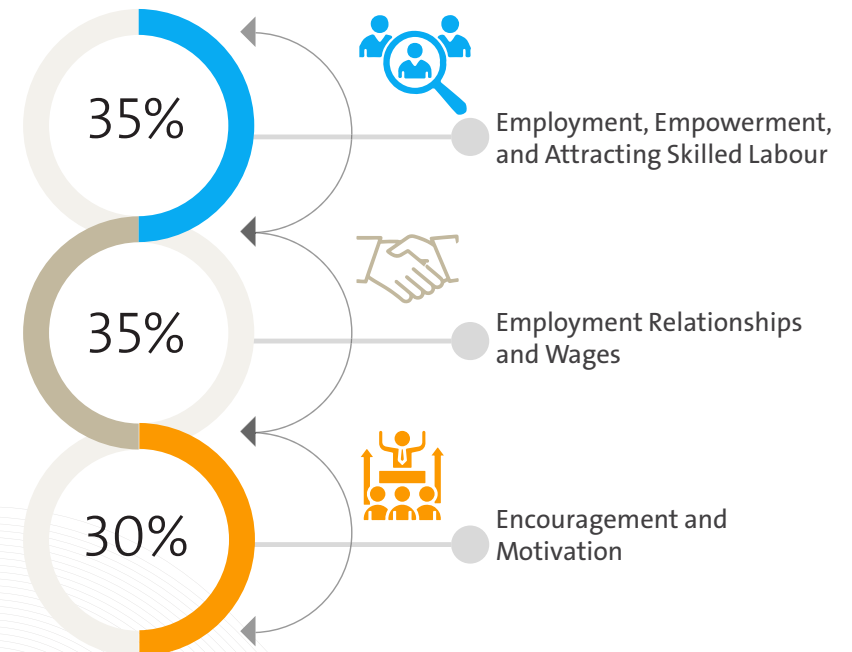 35%
Employment, Empowerment,
and Attracting Skilled Labour
35%
Employment Relationships
and Wages
30%
Encouragement and
Motivation